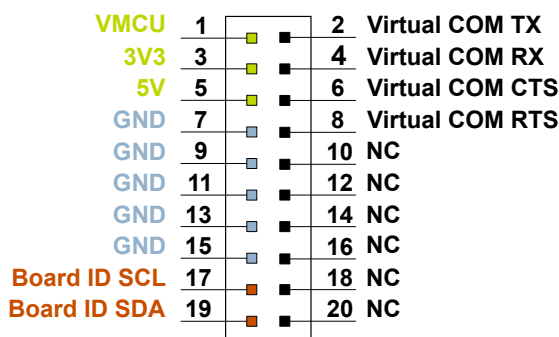 VMCU 1 2 Virtual COM TX
3V3 3 4 Virtual COM RX
5V 5 6 Virtual COM CTS
GND 7 8 Virtual COM RTS
GND 9 10 NC
GND 11 12 NC
GND 13 14 NC
GND 15 16 NC
Board ID SCL 17 18 NC
Board ID SDA 19 20 NC